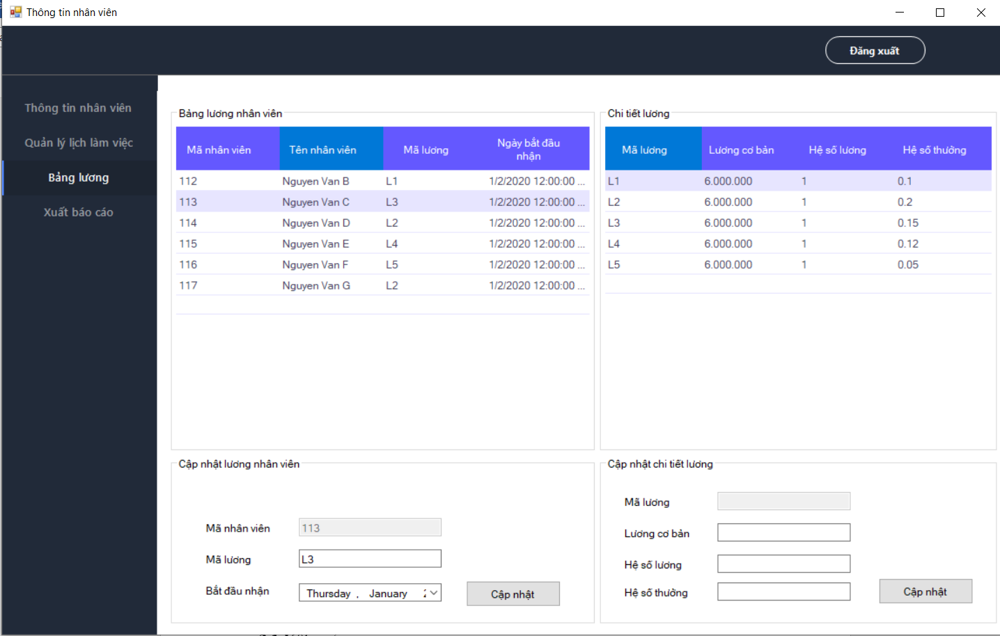 Thông tin nhân viên
Đăng xuất
Thông tin nhân viên
Quản lý lịch làm việc
Bảng lương
Xuất báo cáo
Bảng lương nhân viên
Mã nhân viên Tên nhân viên Mã lương Ngày bắt đầu nhận
112 Nguyen Van B L1 1/2/2020 12:00:00 ...
113 Nguyen Van C L3 1/2/2020 12:00:00 ...
114 Nguyen Van D L2 1/2/2020 12:00:00 ...
115 Nguyen Van E L4 1/2/2020 12:00:00 ...
116 Nguyen Van F L5 1/2/2020 12:00:00 ...
117 Nguyen Van G L2 1/2/2020 12:00:00 ...
Chi tiết lương
Mã lương Lương cơ bản Hệ số lương Hệ số thưởng
L1 6.000.000 1 0.1
L2 6.000.000 1 0.2
L3 6.000.000 1 0.15
L4 6.000.000 1 0.12
L5 6.000.000 1 0.05
Cập nhật lương nhân viên
Mã nhân viên 113
Mã lương L3
Bắt đầu nhận Thursday , January
Cập nhật
Cập nhật chi tiết lương
Mã lương
Lương cơ bản
Hệ số lương
Hệ số thưởng
Cập nhật